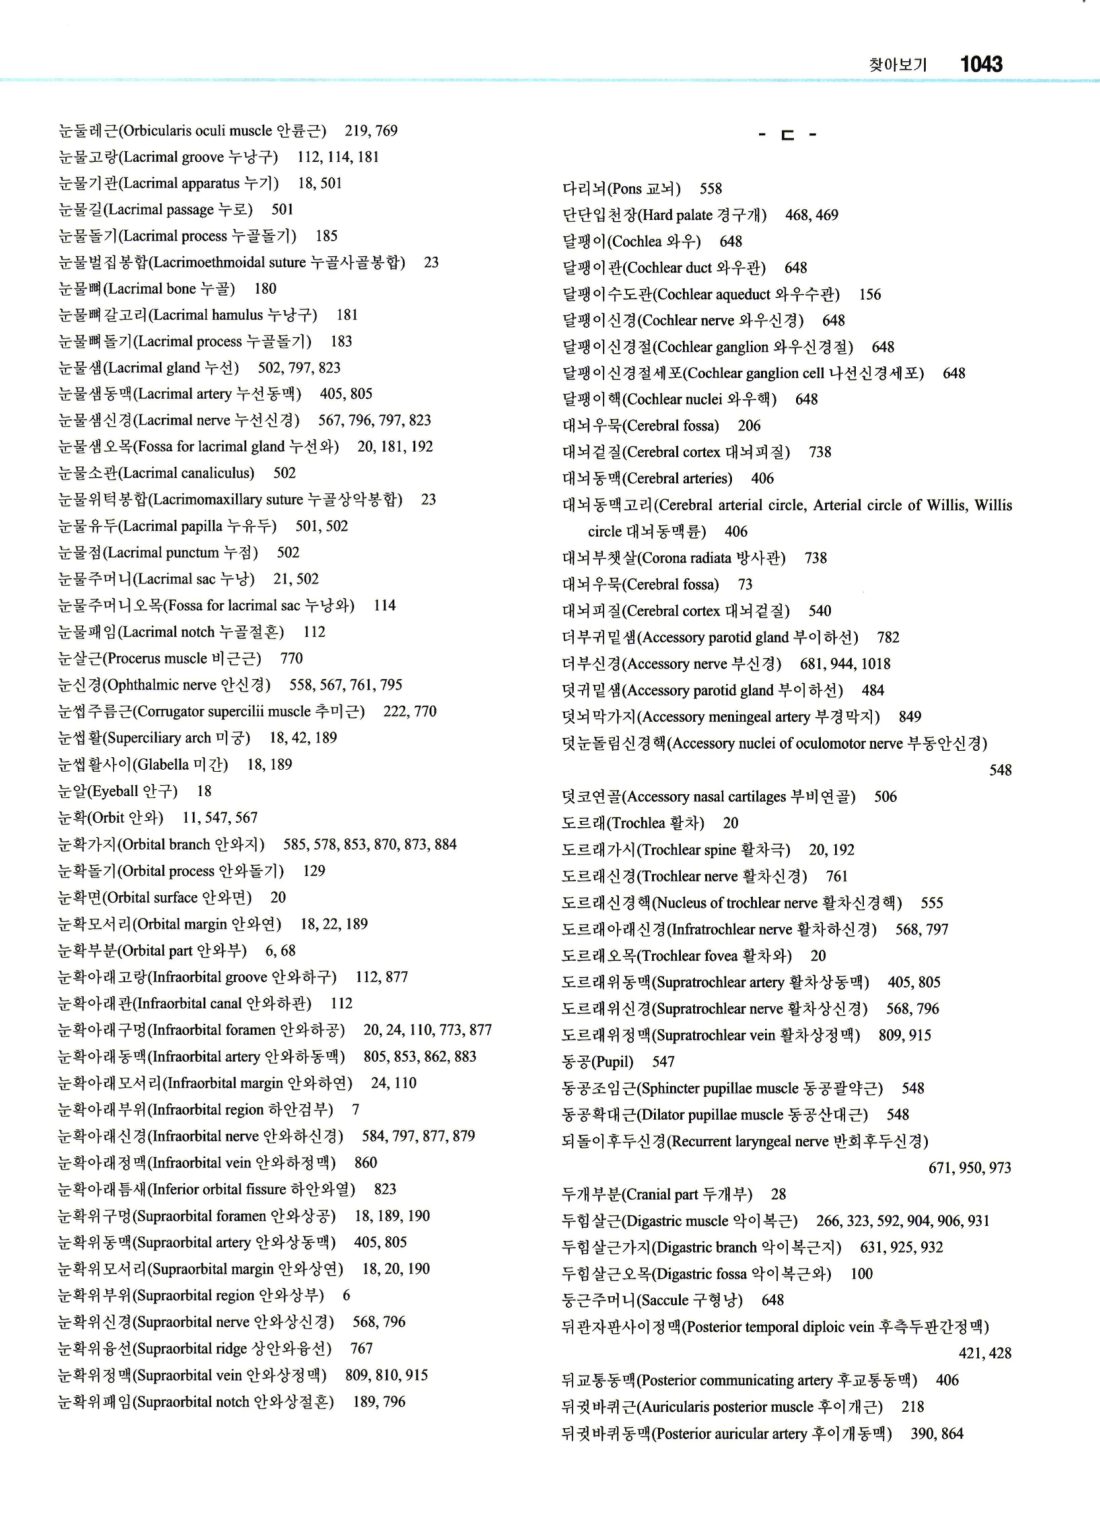 찾아보기 1043
눈둘레근(Orbicularis oculi muscle 안륜근) 219, 769
눈물고랑(Lacrimal groove 누낭구) 112, 114, 181
눈물기관(Lacrimal apparatus 누기) 18, 501
눈물길(Lacrimal passage 누로) 501
눈물돌기(Lacrimal process 누골돌기) 185
눈물벌집봉합(Lacrimoethmoidal suture 누골사골봉합) 23
눈물뼈(Lacrimal bone 누골) 180
눈물뼈갈고리(Lacrimal hamulus 누낭구) 181
눈물뼈돌기(Lacrimal process 누골돌기) 183
눈물샘(Lacrimal gland 누선) 502, 797, 823
눈물샘동맥(Lacrimal artery 누선동맥) 405, 805
눈물샘신경(Lacrimal nerve 누선신경) 567, 796, 797, 823
눈물샘오목(Fossa for lacrimal gland 누선와) 20, 181, 192
눈물소관(Lacrimal canaliculus) 502
눈물위턱봉합(Lacrimomaxillary suture 누골상악봉합) 23
눈물유두(Lacrimal papilla 누유두) 501, 502
눈물점(Lacrimal punctum 누점) 502
눈물주머니(Lacrimal sac 누낭) 21, 502
눈물주머니오목(Fossa for lacrimal sac 누낭와) 114
눈물패임(Lacrimal notch 누골절흔) 112
눈살근(Procerus muscle 비근근) 770
눈신경(Ophthalmic nerve 안신경) 558, 567, 761, 795
눈썹주름근(Corrugator supercilii muscle 추미근) 222, 770
눈썹활(Superciliary arch 미궁) 18, 42, 189
눈썹활사이(Glabella 미간) 18, 189
눈알(Eyeball 안구) 18
눈확(Orbit 안와) 11, 547, 567
눈확가지(Orbital branch 안와지) 585, 578, 853, 870, 873, 884
눈확돌기(Orbital process 안와돌기) 129
눈확면(Orbital surface 안와면) 20
눈확모서리(Orbital margin 안와연) 18, 22, 189
눈확부분(Orbital part 안와부) 6, 68
눈확아래고랑(Infraorbital groove 안와하구) 112, 877
눈확아래관(Infraorbital canal 안와하관) 112
눈확아래구멍(Infraorbital foramen 안와하공) 20, 24, 110, 773, 877
눈확아래동맥(Infraorbital artery 안와하동맥) 805, 853, 862, 883
눈확아래모서리(Infraorbital margin 안와하연) 24, 110
눈확아래부위(Infraorbital region 하안검부) 7
눈확아래신경(Infraorbital nerve 안와하신경) 584, 797, 877, 879
눈확아래정맥(Infraorbital vein 안와하정맥) 860
눈확아래틈새(Inferior orbital fissure 하안와열) 823
눈확위구멍(Supraorbital foramen 안와상공) 18, 189, 190
눈확위동맥(Supraorbital artery 안와상동맥) 405, 805
눈확위모서리(Supraorbital margin 안와상연) 18, 20, 190
눈확위부위(Supraorbital region 안와상부) 6
눈확위신경(Supraorbital nerve 안와상신경) 568, 796
눈확위융선(Supraorbital ridge 상안와융선) 767
눈확위정맥(Supraorbital vein 안와상정맥) 809, 810, 915
눈확위패임(Supraorbital notch 안와상절흔) 189, 796
- ㄷ -
다리뇌(Pons 교뇌) 558
단단입천장(Hard palate 경구개) 468, 469
달팽이(Cochlea 와우) 648
달팽이관(Cochlear duct 와우관) 648
달팽이수도관(Cochlear aqueduct 와우수관) 156
달팽이신경(Cochlear nerve 와우신경) 648
달팽이신경절(Cochlear ganglion 와우신경절) 648
달팽이신경절세포(Cochlear ganglion cell 나선신경세포) 648
달팽이핵(Cochlear nuclei 와우핵) 648
대뇌우묵(Cerebral fossa) 206
대뇌겉질(Cerebral cortex 대뇌피질) 738
대뇌동맥(Cerebral arteries) 406
대뇌동맥고리(Cerebral arterial circle, Arterial circle of Willis, Willis
circle 대뇌동맥륜) 406
대뇌부챗살(Corona radiata 방사관) 738
대뇌우묵(Cerebral fossa) 73
대뇌피질(Cerebral cortex 대뇌겉질) 540
더부귀밑샘(Accessory parotid gland 부이하선) 782
더부신경(Accessory nerve 부신경) 681, 944, 1018
덧귀밑샘(Accessory parotid gland 부이하선) 484
덧뇌막가지(Accessory meningeal artery 부경막지) 849
덧눈돌림신경핵(Accessory nuclei of oculomotor nerve 부동안신경)
548
덧코연골(Accessory nasal cartilages 부비연골) 506
도르래(Trochlea 활차) 20
도르래가시(Trochlear spine 활차극) 20, 192
도르래신경(Trochlear nerve 활차신경) 761
도르래신경핵(Nucleus of trochlear nerve 활차신경핵) 555
도르래아래신경(Infratrochlear nerve 활차하신경) 568, 797
도르래오목(Trochlear fovea 활차와) 20
도르래위동맥(Supratrochlear artery 활차상동맥) 405, 805
도르래위신경(Supratrochlear nerve 활차상신경) 568, 796
도르래위정맥(Supratrochlear vein 활차상정맥) 809, 915
동공(Pupil) 547
동공조임근(Sphincter pupillae muscle 동공괄약근) 548
동공확대근(Dilator pupillae muscle 동공산대근) 548
되돌이후두신경(Recurrent laryngeal nerve 반회후두신경)
671, 950, 973
두개부분(Cranial part 두개부) 28
두힘살근(Digastric muscle 악이복근) 266, 323, 592, 904, 906, 931
두힘살근가지(Digastric branch 악이복근지) 631, 925, 932
두힘살근오목(Digastric fossa 악이복근와) 100
둥근주머니(Saccule 구형낭) 648
뒤관자판사이정맥(Posterior temporal diploic vein 후측두판간정맥)
421, 428
뒤교통동맥(Posterior communicating artery 후교통동맥) 406
뒤귓바퀴근(Auricularis posterior muscle 후이개근) 218
뒤귓바퀴동맥(Posterior auricular artery 후이개동맥) 390, 864